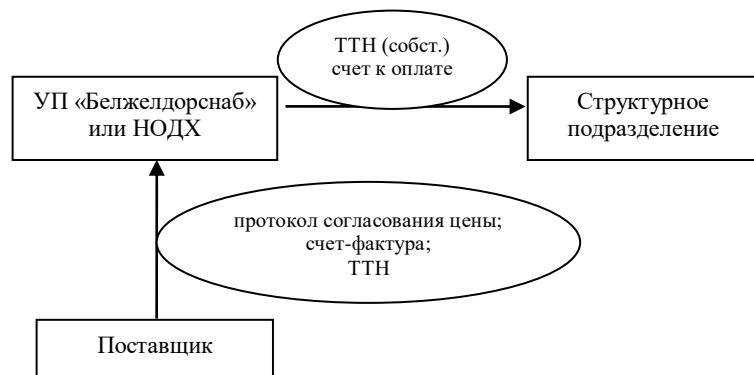 ТТН (собст.)
счет к оплате
УП «Белжелдорснаб»
или НОДХ
Структурное
подразделение
протокол согласования цены;
счет-фактура;
ТТН
Поставщик